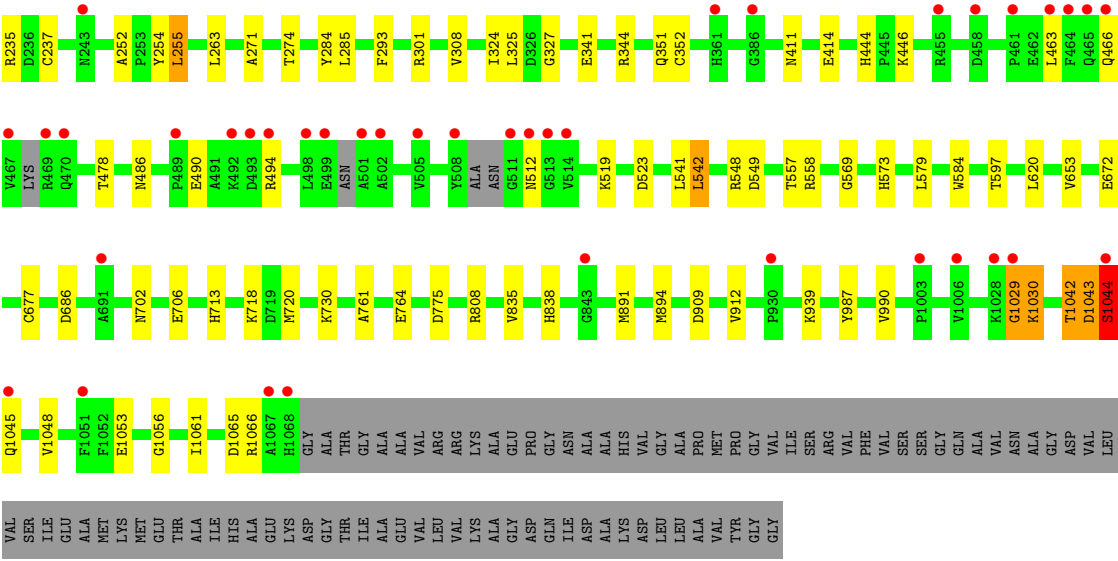 R235 D236 C237 N243 A252 P253 Y254 L255 L263 A271 T274 Y284 L285 F293 R301 V308 I324 L325 D326 G327 E341 R344 Q351 C352 H361 G386 N411 E414 H444 P445 K446 R455 D458 P461 E462 L463 F464 Q465 Q466
V467 LYS R469 Q470 T478 N486 P489 E490 A491 K492 D493 R494 L498 E499 ASN A501 A502 V505 Y508 ALA ASN G511 N512 G513 V514 K519 D523 L541 L542 R548 D549 T557 R558 G569 H573 L579 W584 T597 L620 V653 E672
C677 D686 A691 N702 E706 H713 K718 D719 M720 K730 A761 E764 D775 R808 V835 H838 G843 M891 M894 D909 V912 P930 K939 Y987 V990 P1003 V1006 K1028 G1029 K1030 T1042 D1043 S1044
Q1045 V1048 F1051 F1052 E1053 G1056 I1061 D1065 R1066 A1067 H1068 GLY ALA THR GLY ALA ALA VAL ARG ARG LYS ALA GLU PRO GLY ASN ALA ALA HIS VAL GLY ALA PRO MET PRO GLY VAL ILE SER ARG VAL PHE VAL SER SER GLY GLN ALA VAL ASN ALA GLY ASP VAL LEU
VAL SER ILE GLU ALA MET LYS MET GLU THR ALA ILE HIS ALA GLU LYS ASP GLY THR ILE ALA GLU VAL LEU VAL LYS ALA GLY ASP GLN ILE ASP ALA LYS ASP LEU LEU ALA VAL TYR GLY GLY